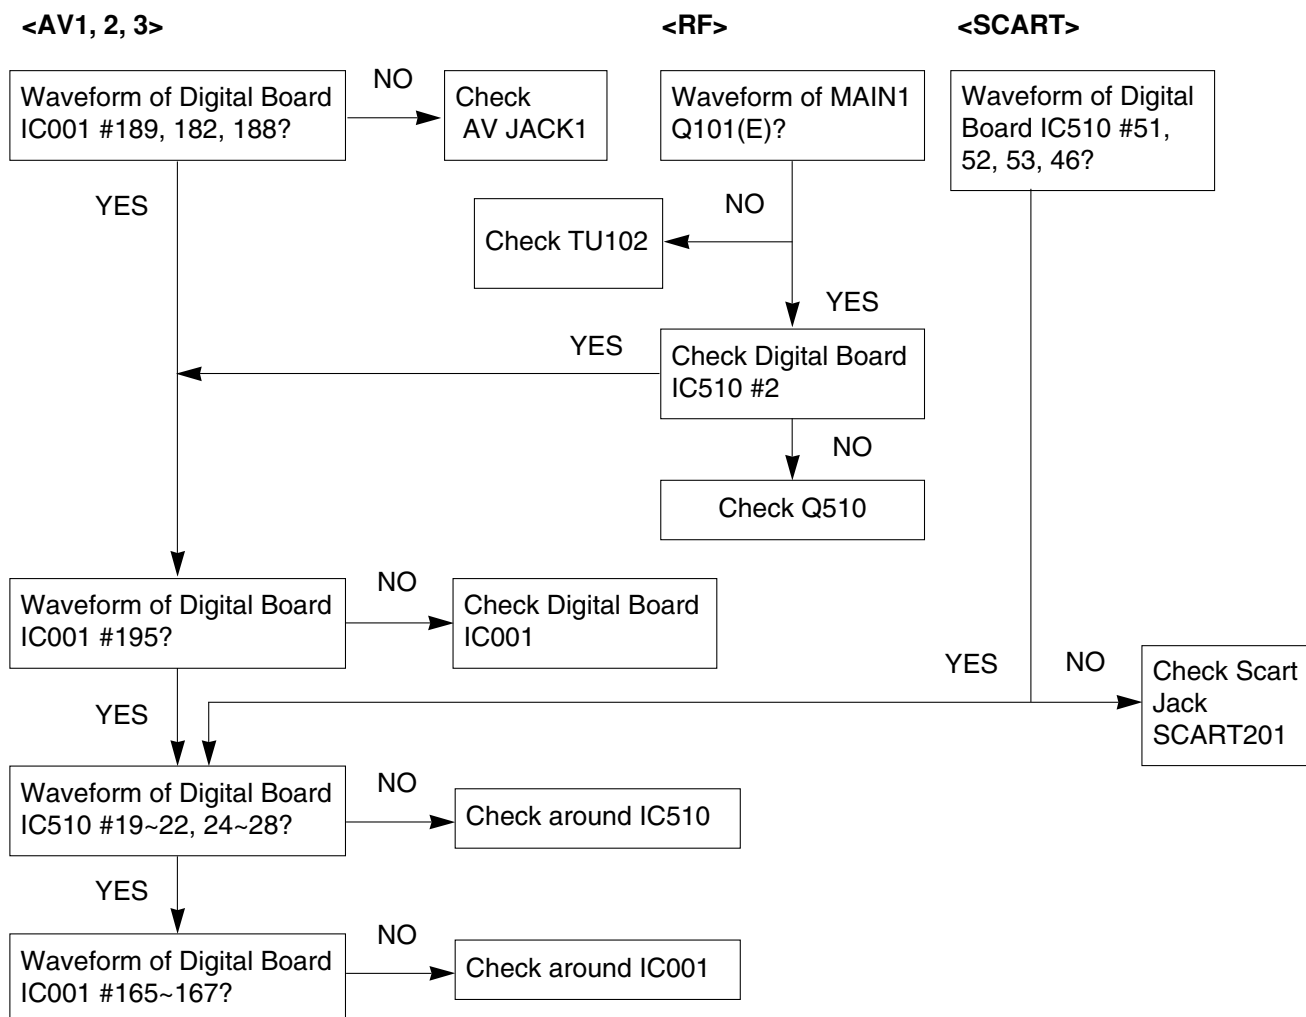 <AV1, 2, 3>
<RF>
<SCART>
Waveform of Digital Board
IC001 #189, 182, 188?
NO
Check
AV JACK1
Waveform of MAIN1
Q101(E)?
Waveform of Digital
Board IC510 #51,
52, 53, 46?
YES
NO
Check TU102
YES
YES
Check Digital Board
IC510 #2
NO
Check Q510
Waveform of Digital Board
IC001 #195?
NO
Check Digital Board
IC001
YES
NO
Check Scart
Jack
SCART201
YES
Waveform of Digital Board
IC510 #19~22, 24~28?
NO
Check around IC510
YES
Waveform of Digital Board
IC001 #165~167?
NO
Check around IC001